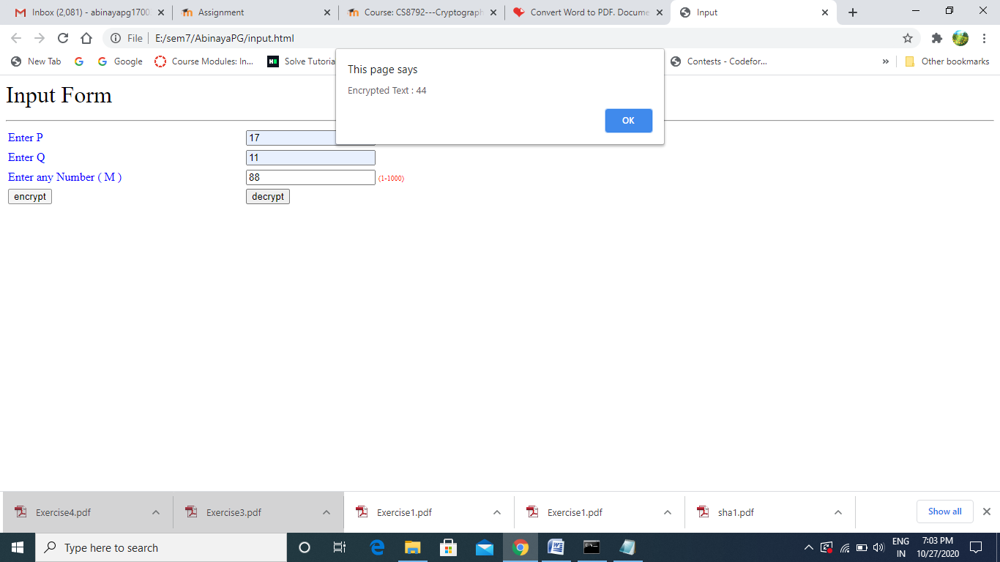 Inbox (2,081) - abinayapg1700
Assignment
Course: CS8792---Cryptograph
Convert Word to PDF. Docume
Input
File
E:/sem7/AbinayaPG/input.html
New Tab
Google
Course Modules: In...
Solve Tutoria
Contests - Codefor...
»
Other bookmarks
This page says
Encrypted Text : 44
OK
Input Form
Enter P
17
Enter Q
11
Enter any Number ( M )
88
(1-1000)
encrypt
decrypt
Exercise4.pdf
Exercise3.pdf
Exercise1.pdf
Exercise1.pdf
sha1.pdf
Show all
Type here to search
ENG
IN
7:03 PM
10/27/2020